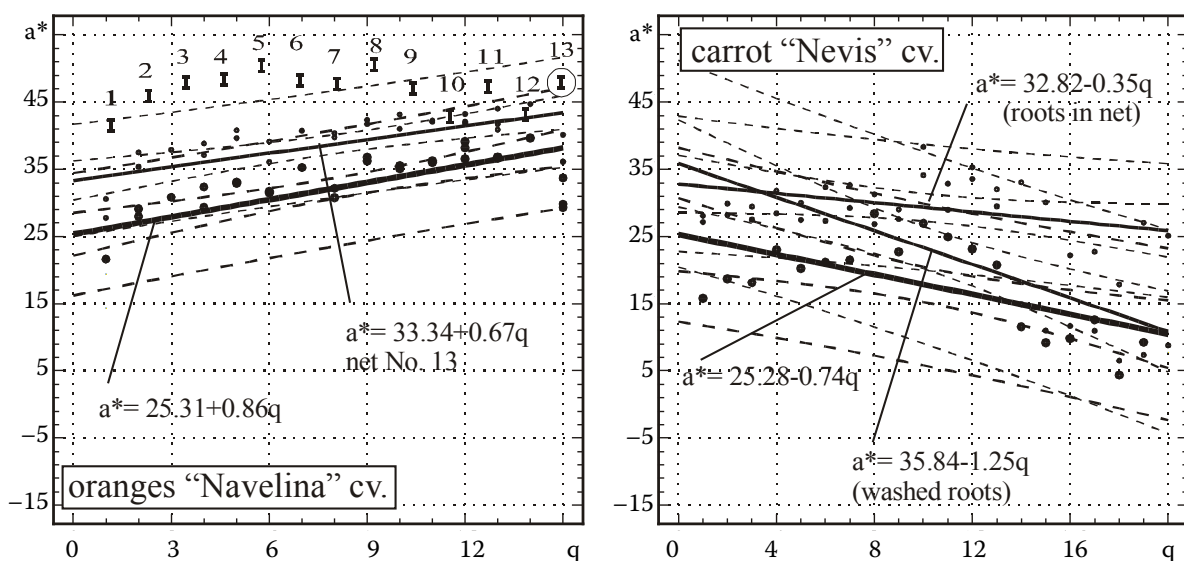 a*
45
35
25
15
5
−5
−15
1
2
3
4
5
6
7
8
9
10
11
12
13
a*= 33.34+0.67q
net No. 13
a*= 25.31+0.86q
oranges “Navelina” cv.
0
3
6
9
12
q
a*
45
35
25
15
5
−5
−15
carrot “Nevis” cv.
a*= 32.82-0.35q
(roots in net)
a*= 25.28-0.74q
a*= 35.84-1.25q
(washed roots)
0
4
8
12
16
q